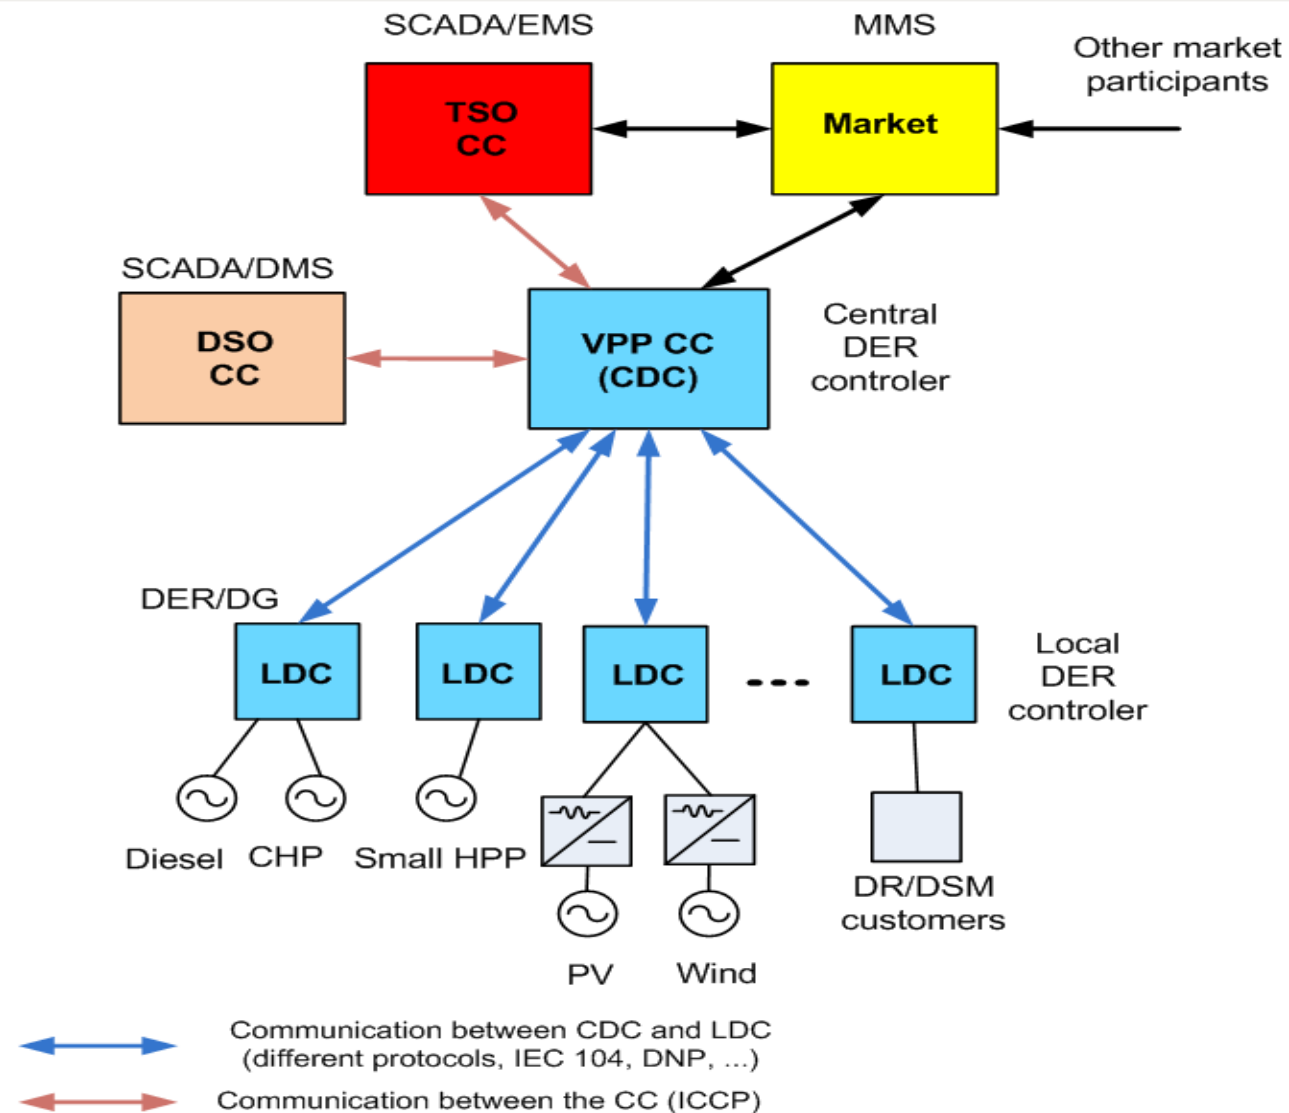 SCADA/EMS
MMS
Other market
participants
TSO
CC
Market
SCADA/DMS
DSO
CC
VPP CC
(CDC)
Central
DER
controler
DER/DG
LDC
LDC
LDC
LDC
Local
DER
controler
Diesel
CHP
Small HPP
DR/DSM
customers
PV
Wind
Communication between CDC and LDC
(different protocols, IEC 104, DNP, ...)
Communication between the CC (ICCP)